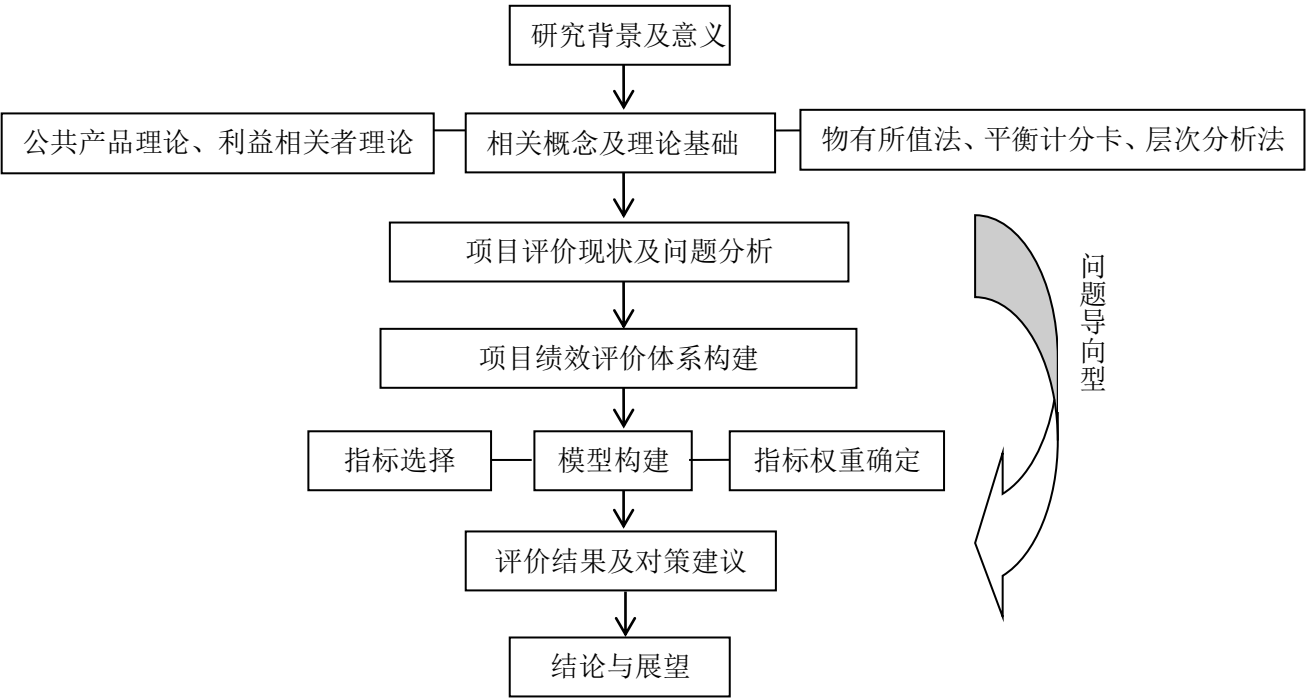 研究背景及意义
公共产品理论、利益相关者理论
相关概念及理论基础
物有所值法、平衡计分卡、层次分析法
项目评价现状及问题分析
问题导向型
项目绩效评价体系构建
指标选择
模型构建
指标权重确定
评价结果及对策建议
结论与展望